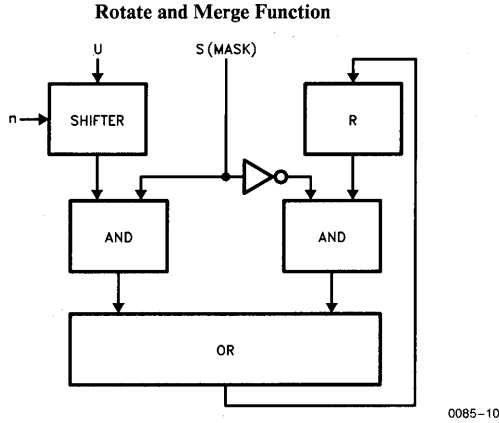 Rotate and Merge Function
U
S (MASK)
n
SHIFTER
R
AND
AND
OR
0085-10